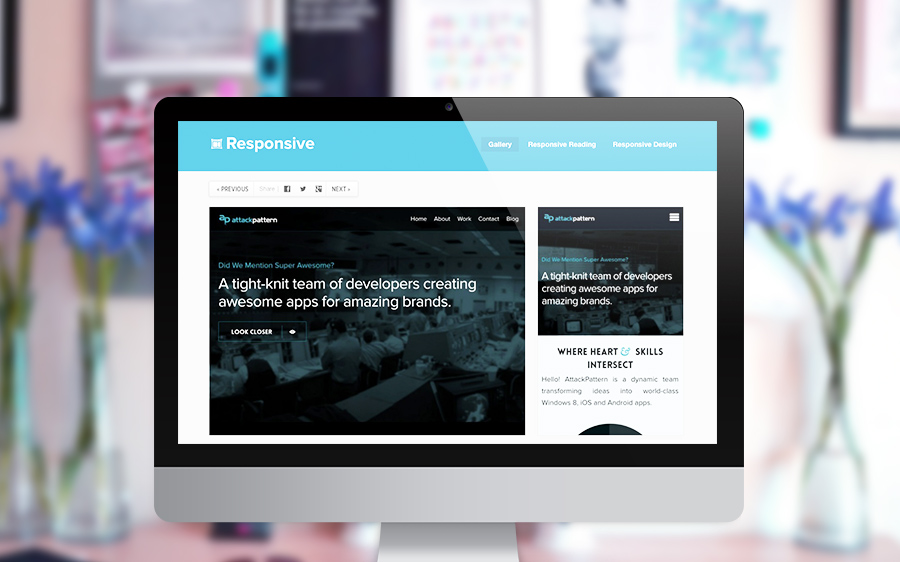 Responsive
Gallery
Responsive Reading
Responsive Design
‹ PREVIOUS
Share
NEXT ›
ap attackpattern
Home
About
Work
Contact
Blog
Did We Mention Super Awesome?
A tight-knit team of developers creating
awesome apps for amazing brands.
LOOK CLOSER
ap attackpattern
Did We Mention Super Awesome?
A tight-knit team of developers
creating awesome apps for
amazing brands.
WHERE HEART & SKILLS
INTERSECT
Hello! AttackPattern is a dynamic team
transforming ideas into world-class
Windows 8, iOS and Android apps.